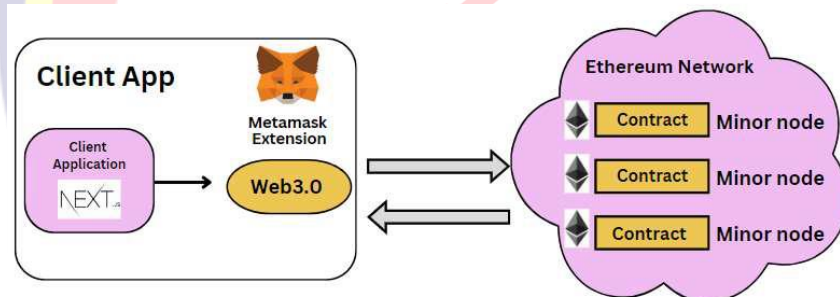 Client App
Metamask
Extension
Client
Application
NEXT.JS
Web3.0
Ethereum Network
Contract Minor node
Contract Minor node
Contract Minor node